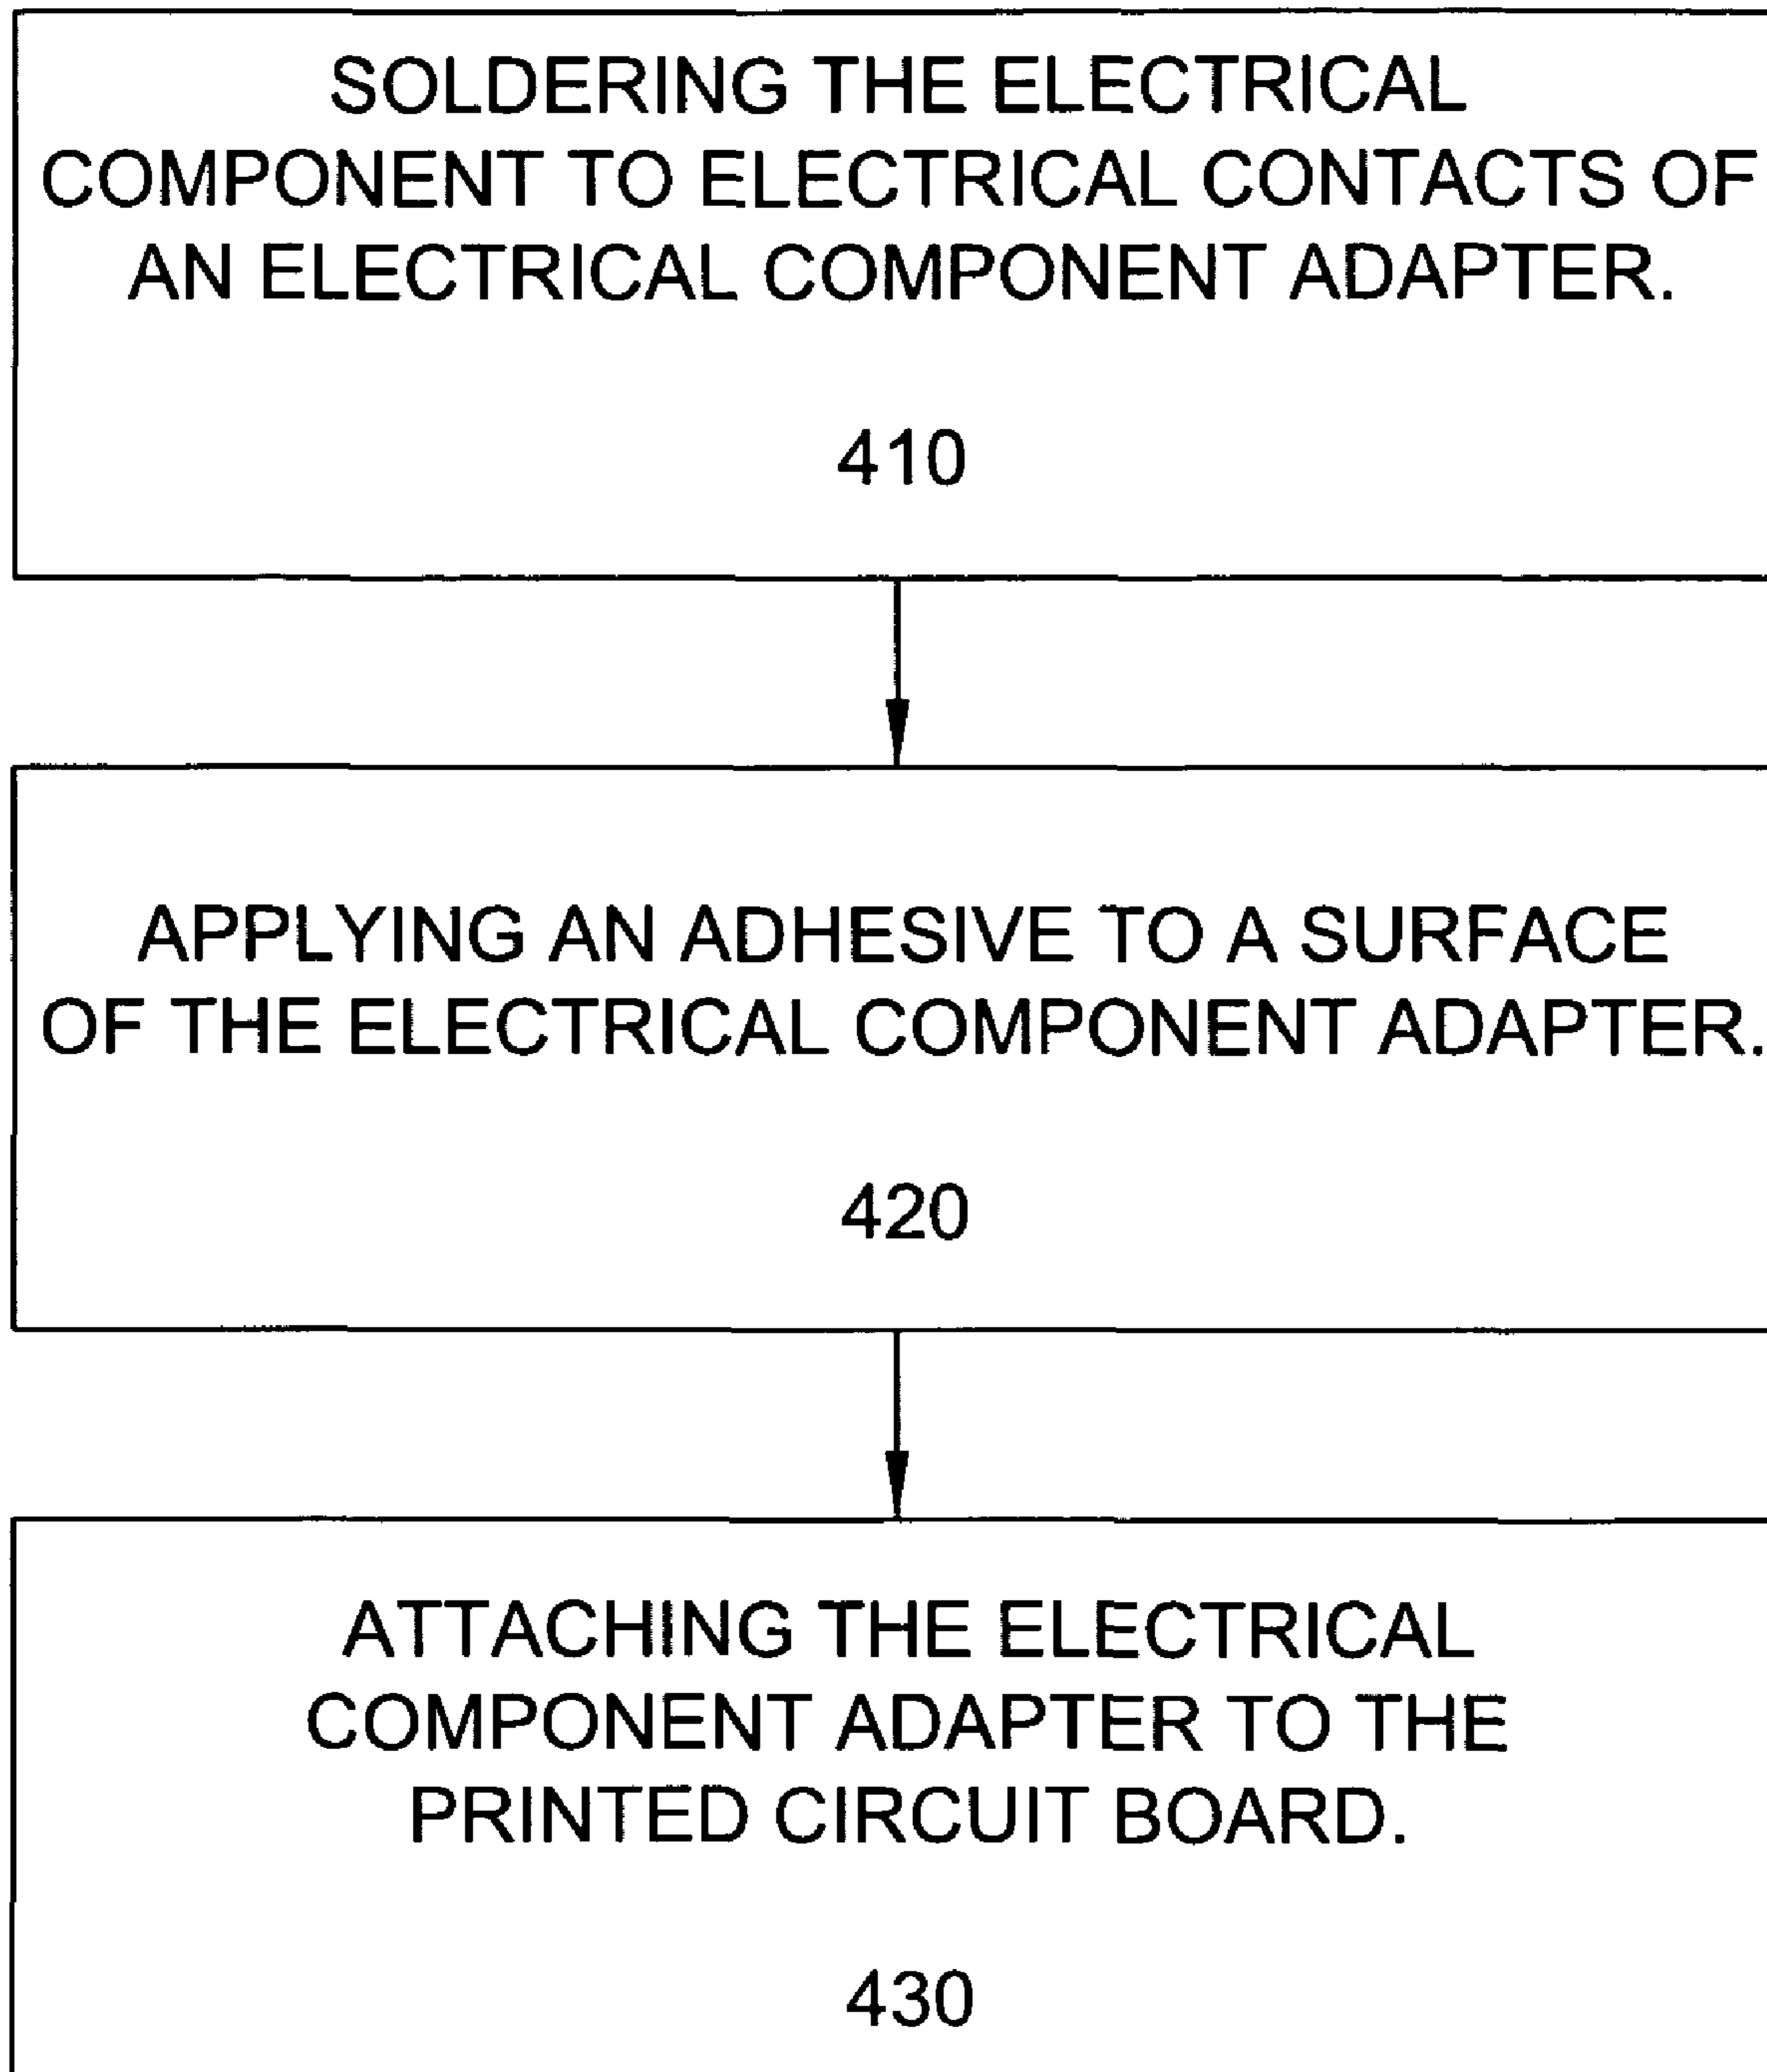 SOLDERING THE ELECTRICAL
COMPONENT TO ELECTRICAL CONTACTS OF
AN ELECTRICAL COMPONENT ADAPTER.
410
APPLYING AN ADHESIVE TO A SURFACE
OF THE ELECTRICAL COMPONENT ADAPTER.
420
ATTACHING THE ELECTRICAL
COMPONENT ADAPTER TO THE
PRINTED CIRCUIT BOARD.
430